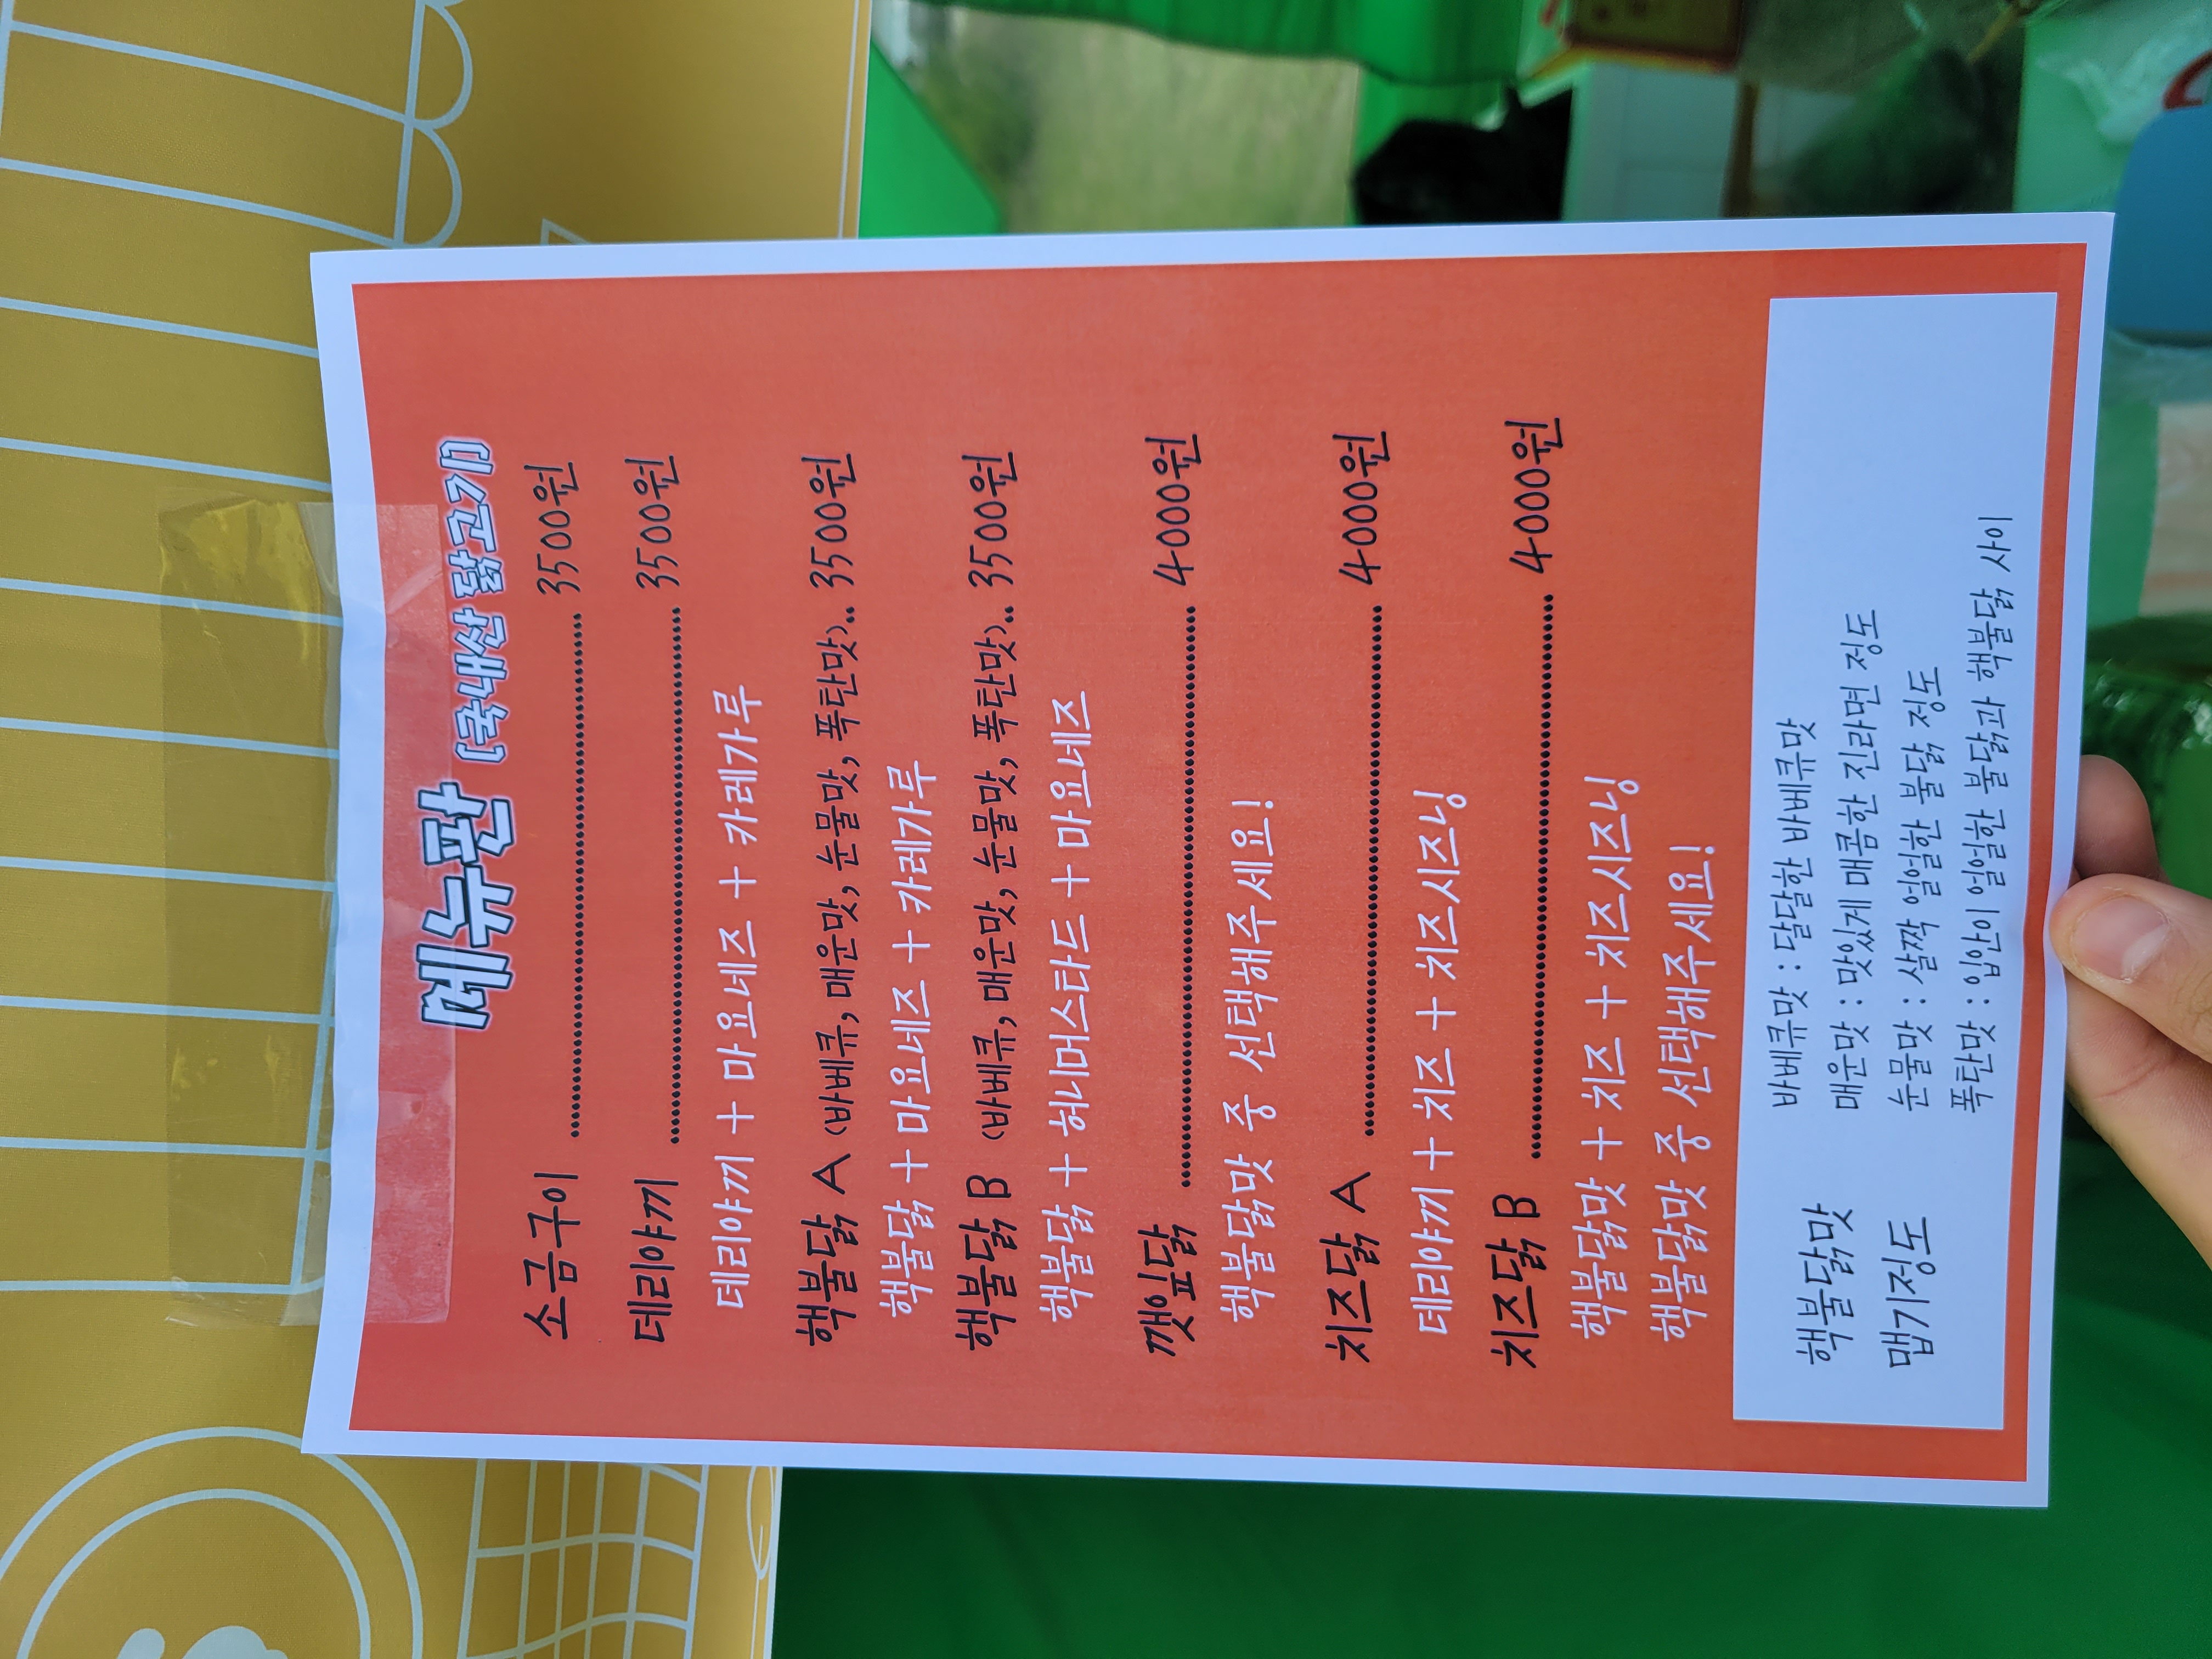 메뉴판 (국내산 닭고기)
소금구이 ........ 3500원
데리야끼 ........ 3500원
데리야끼 + 마요네즈 + 카레가루
핵불닭 A (바베큐, 매운맛, 눈물맛, 폭탄맛).. 3500원
핵불닭 + 마요네즈 + 카레가루
핵불닭 B (바베큐, 매운맛, 눈물맛, 폭탄맛).. 3500원
핵불닭 + 허니머스타드 + 마요네즈
깻잎닭 ........ 4000원
핵불닭맛 중 선택해주세요!
치즈닭 A ........ 4000원
데리야끼 + 치즈 + 치즈시즈닝
치즈닭 B ........ 4000원
핵불닭맛 + 치즈 + 치즈시즈닝
핵불닭맛 중 선택해주세요!
핵불닭맛
맵기정도
바베큐맛 : 달달한 바베큐맛
매운맛 : 맛있게 매콤한 진라면 정도
눈물맛 : 살짝 얼얼한 불닭 정도
폭탄맛 : 입안이 얼얼한 불닭과 핵불닭 사이